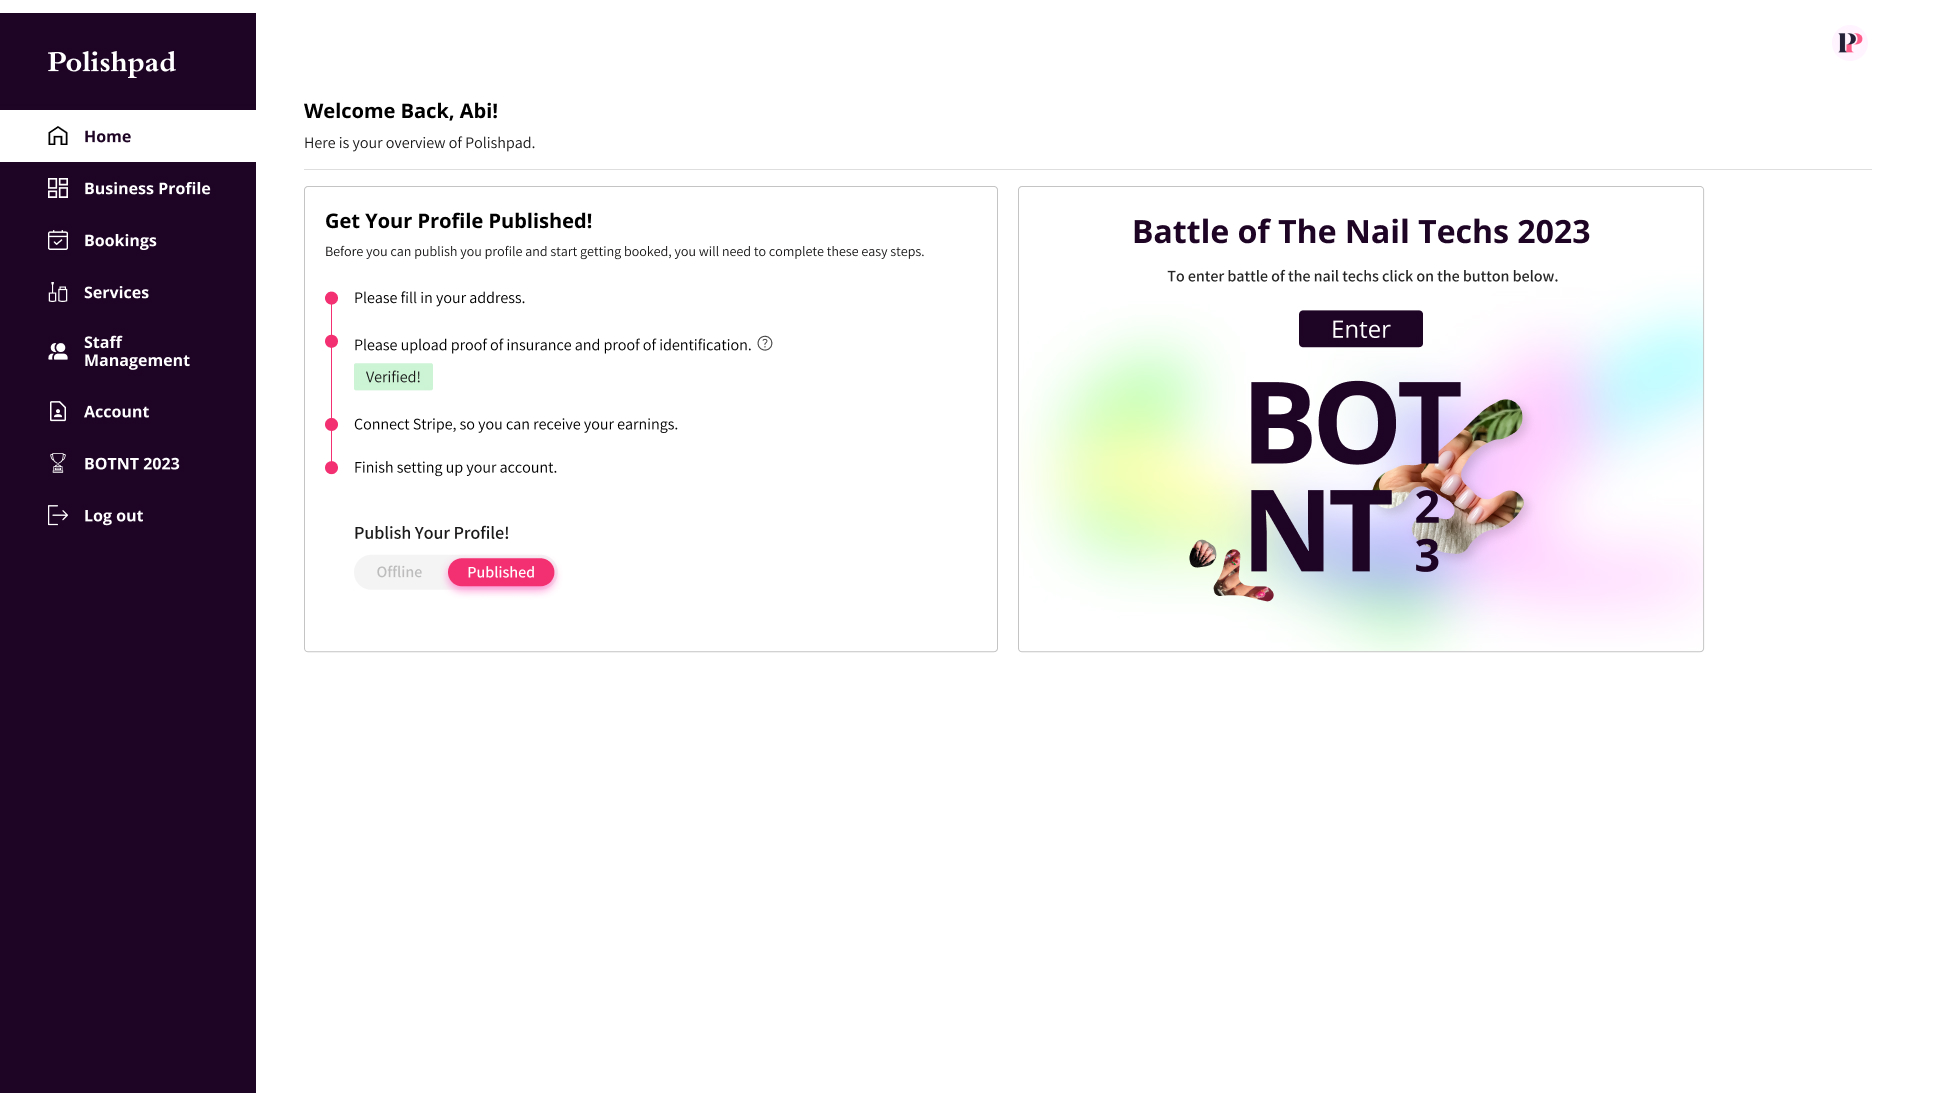 Polishpad
Home
Business Profile
Bookings
Services
Staff
Management
Account
BOTNT 2023
Log out
PP
Welcome Back, Abi!
Here is your overview of Polishpad.
Get Your Profile Published!
Before you can publish you profile and start getting booked, you will need to complete these easy steps.
Please fill in your address.
Please upload proof of insurance and proof of identification. ?
Verified!
Connect Stripe, so you can receive your earnings.
Finish setting up your account.
Publish Your Profile!
Offline Published
Battle of The Nail Techs 2023
To enter battle of the nail techs click on the button below.
Enter
BOT
NT 2
3